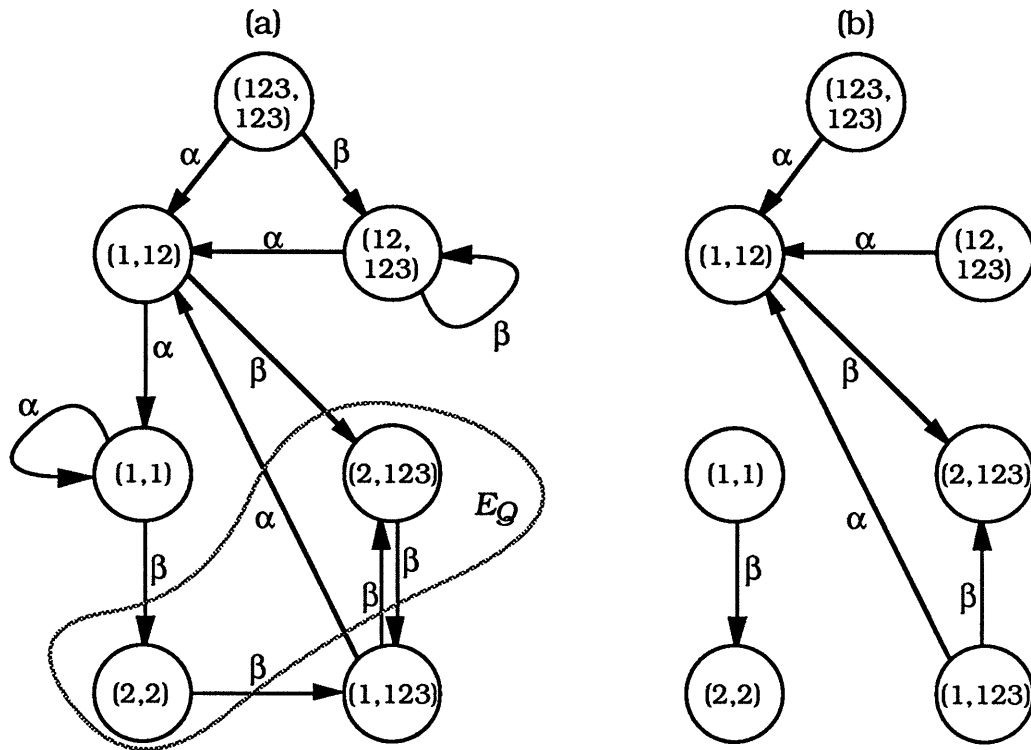 (a)
(123,
123)
α
β
(1,12)
α
(12,
123)
β
α
β
α
(1,1)
(2,123)
E_Q
α
β
β
β
(2,2)
β
(1,123)
(b)
(123,
123)
α
(1,12)
α
(12,
123)
β
(1,1)
(2,123)
α
β
β
(2,2)
(1,123)